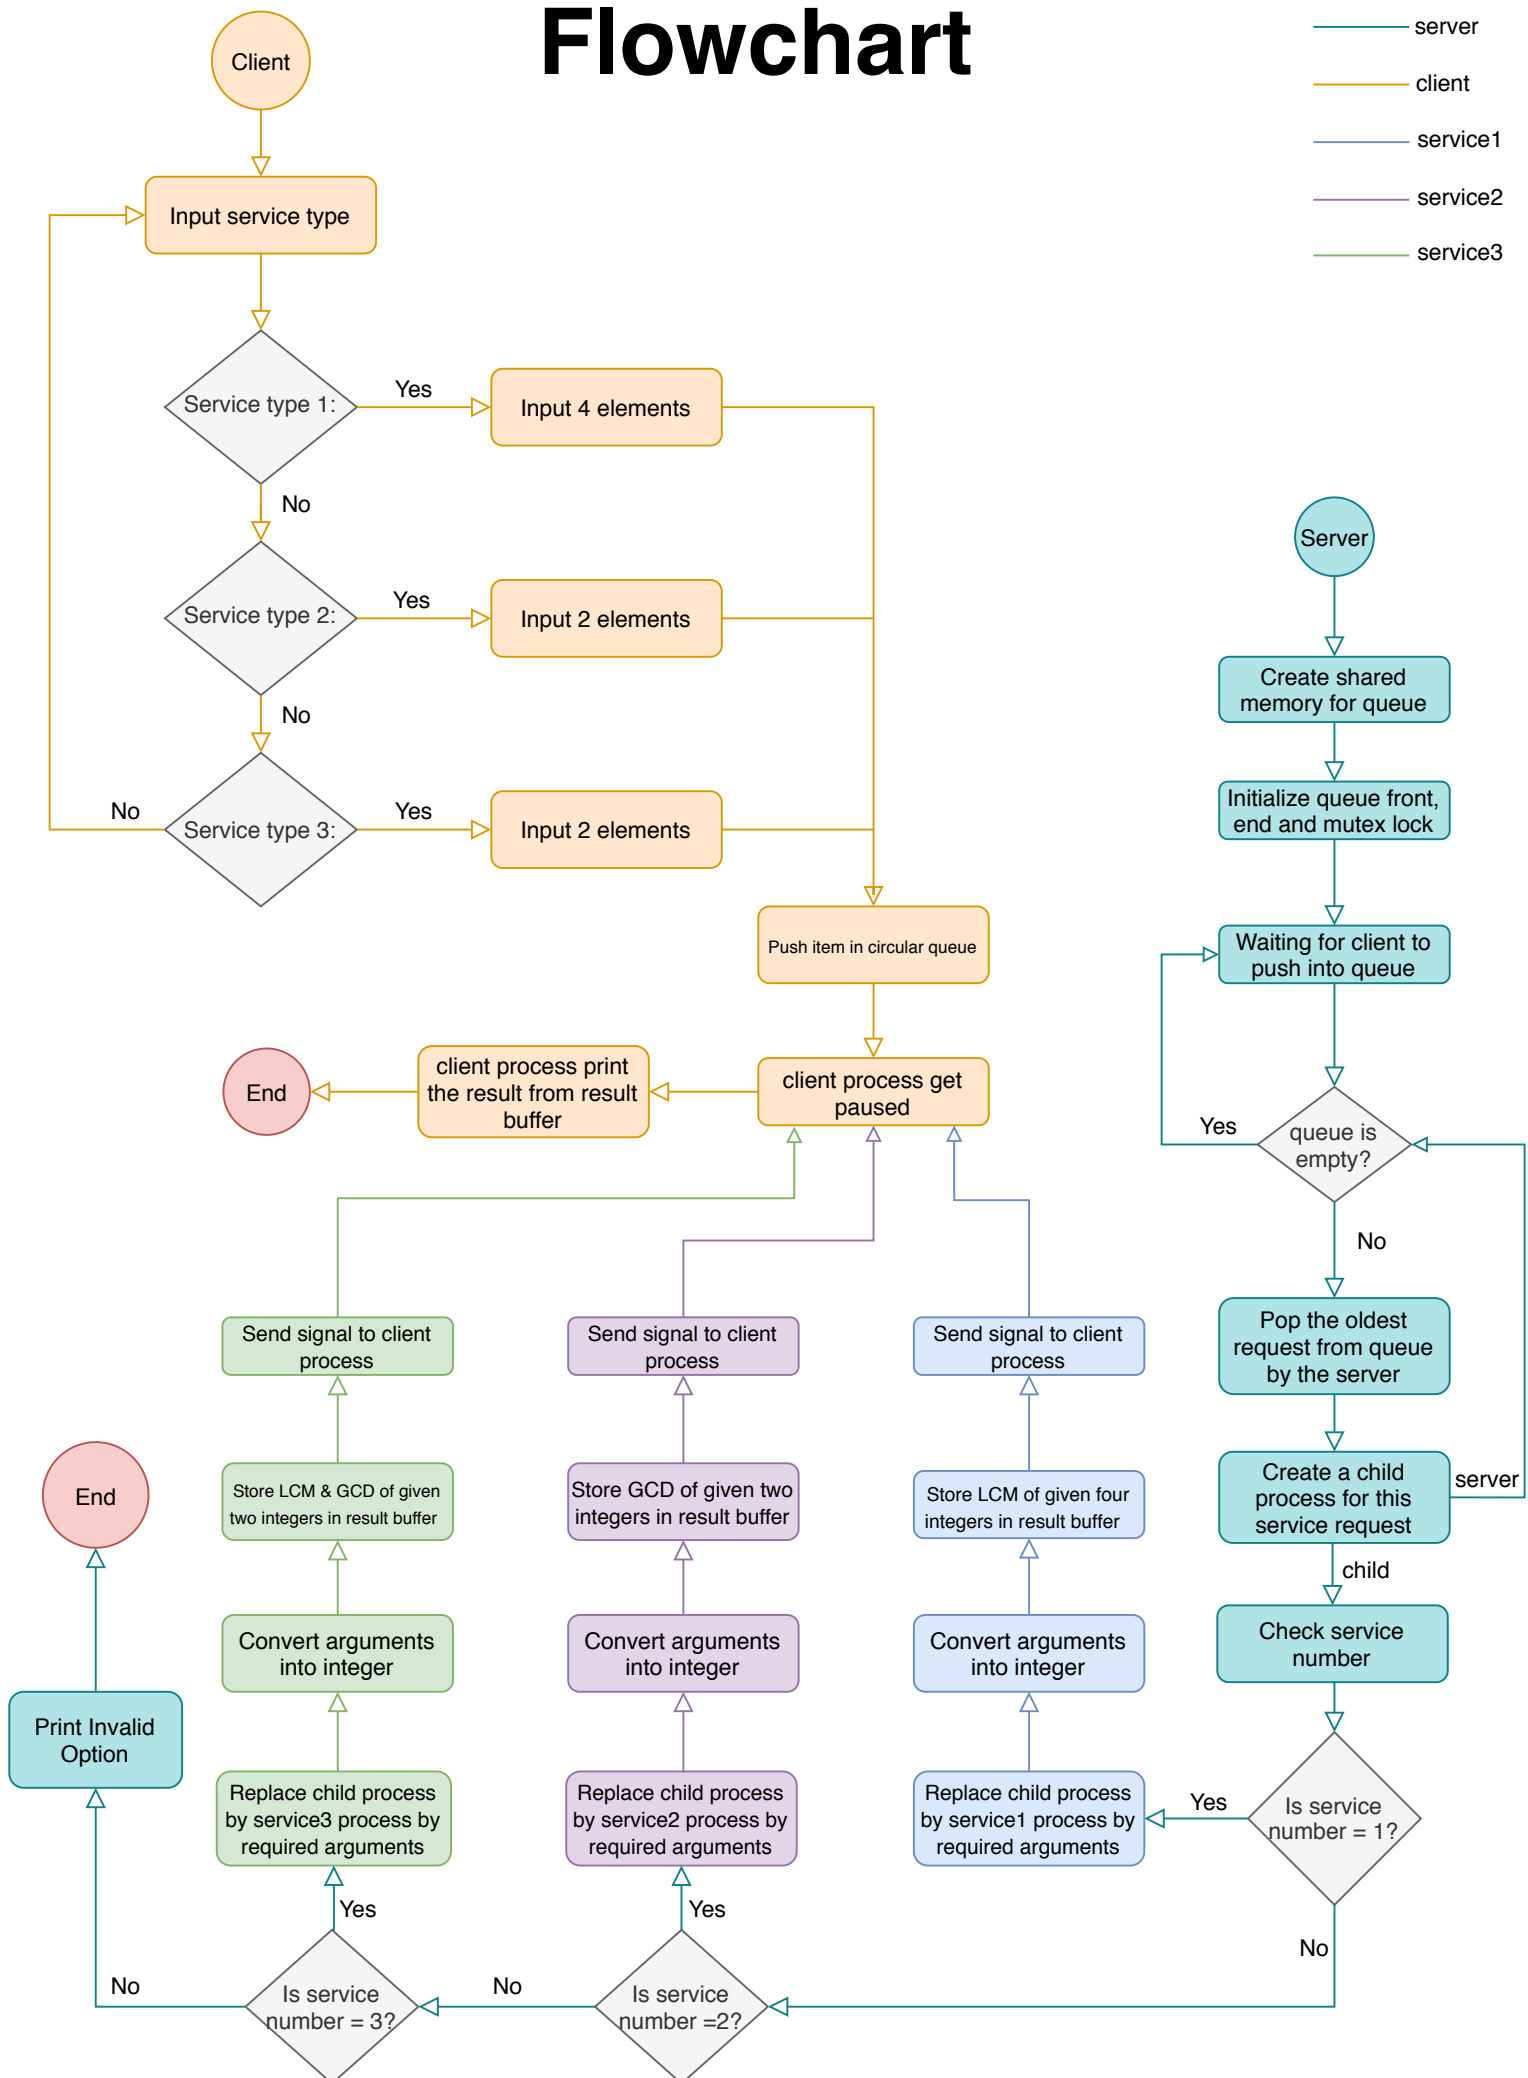 Flowchart
server
client
service1
service2
service3
Client
Input service type
Service type 1:
Yes
Input 4 elements
No
Service type 2:
Yes
Input 2 elements
No
Service type 3:
No
Yes
Input 2 elements
Push item in circular queue
client process get
paused
client process print
the result from result
buffer
End
Server
Create shared
memory for queue
Initialize queue front,
end and mutex lock
Waiting for client to
push into queue
Yes
queue is
empty?
No
Pop the oldest
request from queue
by the server
Create a child
process for this
service request
server
child
Check service
number
Is service
number = 1?
Yes
No
Send signal to client
process
Send signal to client
process
Send signal to client
process
Store LCM & GCD of given
two integers in result buffer
Store GCD of given two
integers in result buffer
Store LCM of given four
integers in result buffer
Convert arguments
into integer
Convert arguments
into integer
Convert arguments
into integer
Replace child process
by service3 process by
required arguments
Replace child process
by service2 process by
required arguments
Replace child process
by service1 process by
required arguments
End
Print Invalid
Option
Yes
Yes
No
Is service
number = 3?
No
Is service
number =2?